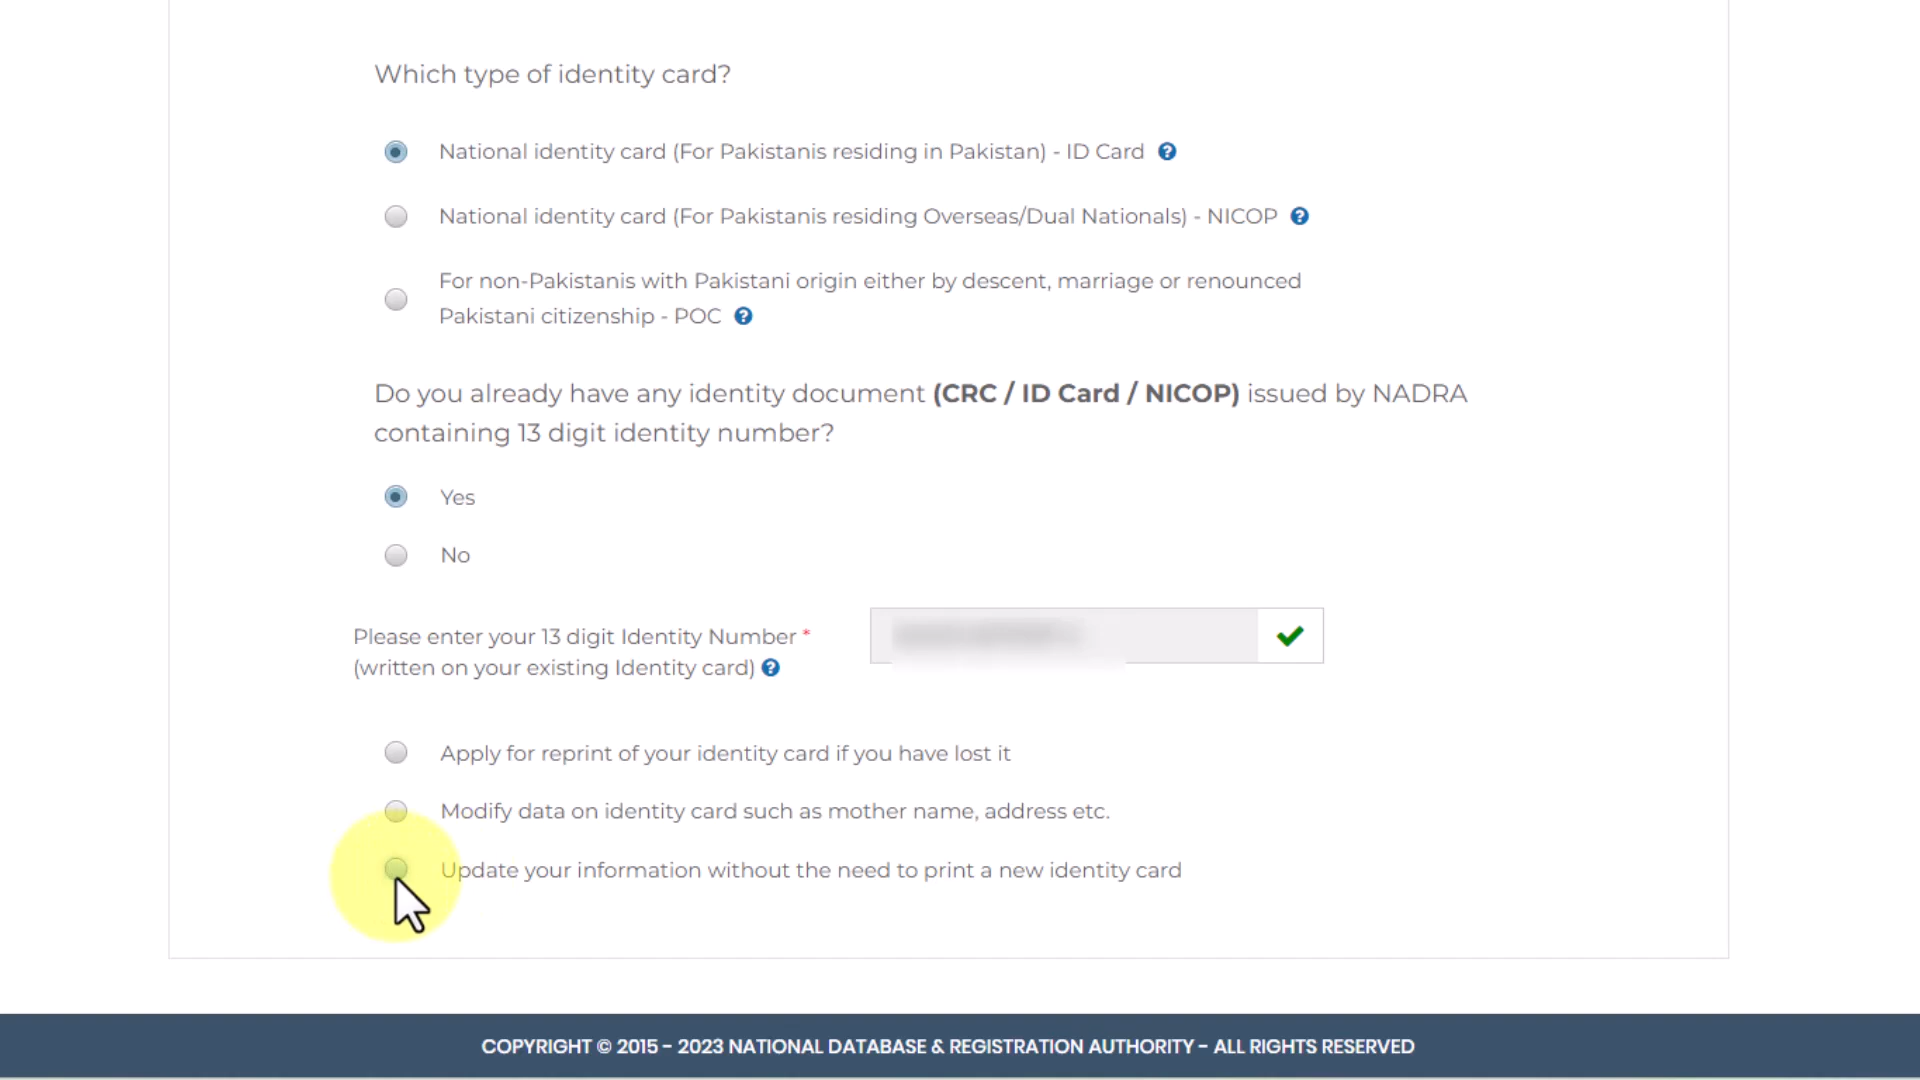 Which type of identity card?
National identity card (For Pakistanis residing in Pakistan) - ID Card
National identity card (For Pakistanis residing Overseas/Dual Nationals) - NICOP
For non-Pakistanis with Pakistani origin either by descent, marriage or renounced
Pakistani citizenship - POC
Do you already have any identity document (CRC / ID Card / NICOP) issued by NADRA
containing 13 digit identity number?
Yes
No
Please enter your 13 digit Identity Number *
(written on your existing Identity card)
Apply for reprint of your identity card if you have lost it
Modify data on identity card such as mother name, address etc.
Update your information without the need to print a new identity card
COPYRIGHT © 2015 - 2023 NATIONAL DATABASE & REGISTRATION AUTHORITY - ALL RIGHTS RESERVED